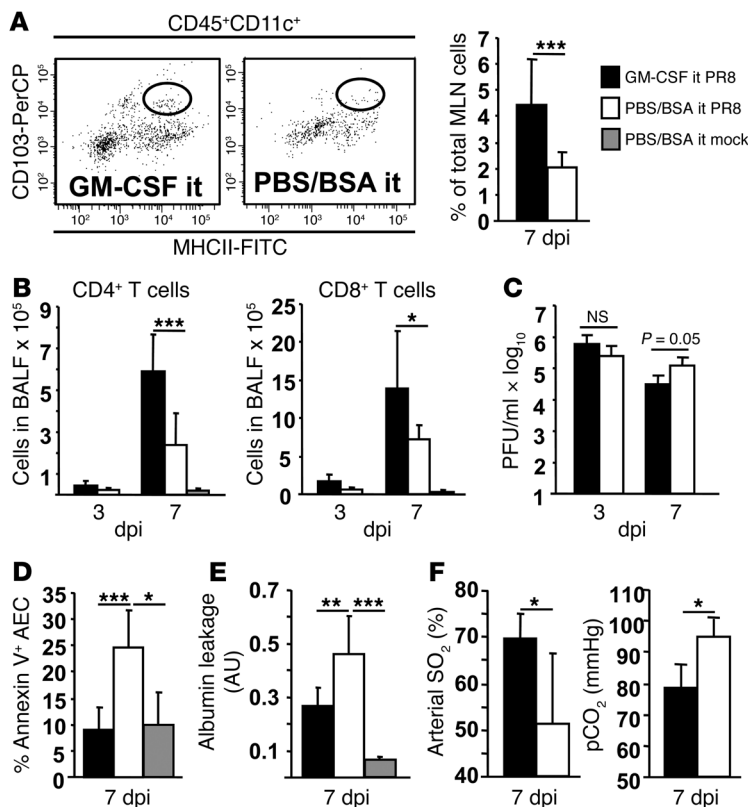 A
CD45⁺CD11c⁺
CD103-PerCP
10⁵
10⁴
10³
10²
GM-CSF it
PBS/BSA it
10² 10³ 10⁴ 10⁵
10² 10³ 10⁴ 10⁵
MHCII-FITC
% of total MLN cells
7
6
5
4
3
2
1
0
***
7 dpi
GM-CSF it PR8
PBS/BSA it PR8
PBS/BSA it mock
B
CD4⁺ T cells
Cells in BALF x 10⁵
9
7
5
3
1
***
3 7
dpi
CD8⁺ T cells
Cells in BALF x 10⁵
25
20
15
10
5
0
*
3 7
dpi
C
PFU/ml × log₁₀
7
6
5
4
3
2
1
NS
P = 0.05
3 7
dpi
D
% Annexin V⁺ AEC
35
30
25
20
15
10
5
0
*** *
7 dpi
E
Albumin leakage
(AU)
0.7
0.5
0.3
0.1
** ***
7 dpi
F
Arterial SO₂ (%)
80
70
60
50
40
*
7 dpi
pCO₂ (mmHg)
110
100
90
80
70
60
50
*
7 dpi